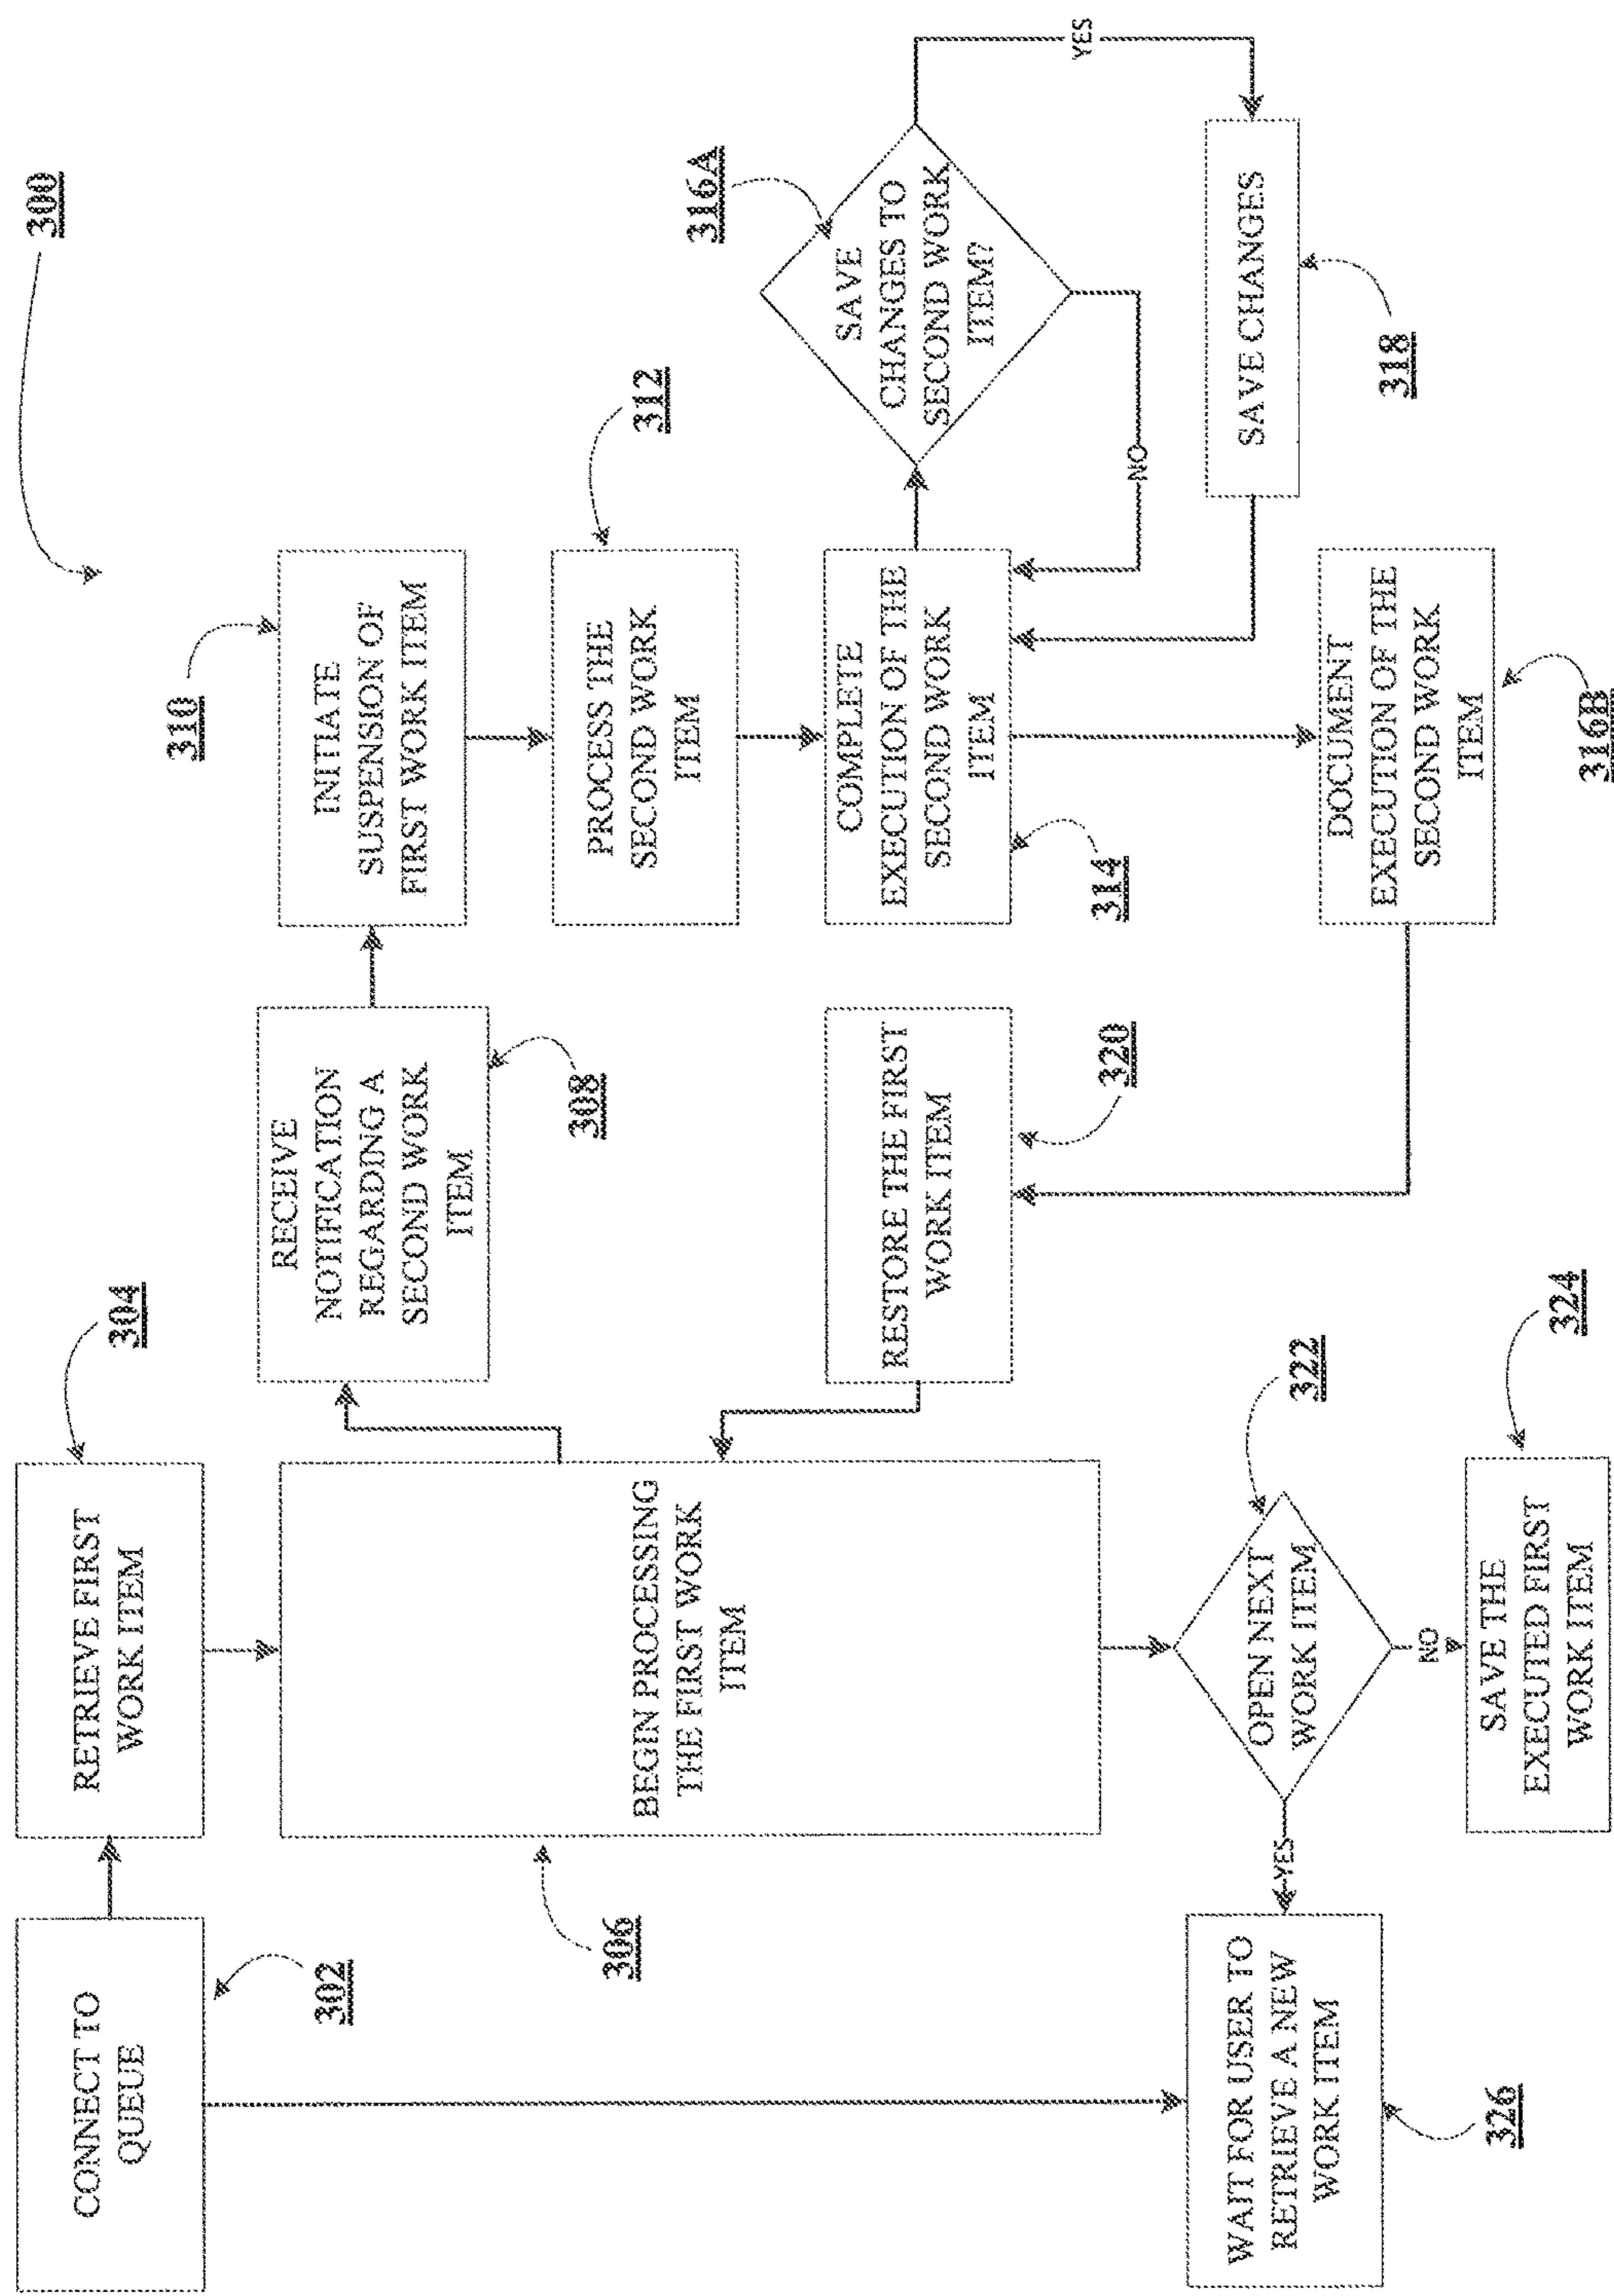 300
CONNECT TO
QUEUE
302
RETRIEVE FIRST
WORK ITEM
304
BEGIN PROCESSING
THE FIRST WORK
ITEM
306
RECEIVE
NOTIFICATION
REGARDING A
SECOND WORK
ITEM
308
INITIATE
SUSPENSION OF
FIRST WORK ITEM
310
PROCESS THE
SECOND WORK
ITEM
312
COMPLETE
EXECUTION OF THE
SECOND WORK
ITEM
314
SAVE
CHANGES TO
SECOND WORK
ITEM?
316A
YES
NO
SAVE CHANGES
318
DOCUMENT
EXECUTION OF THE
SECOND WORK
ITEM
316B
RESTORE THE FIRST
WORK ITEM
320
OPEN NEXT
WORK ITEM
322
YES
NO
SAVE THE
EXECUTED FIRST
WORK ITEM
324
WAIT FOR USER TO
RETRIEVE A NEW
WORK ITEM
326